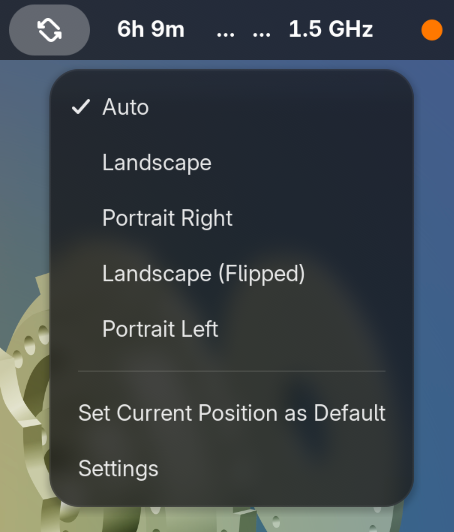 6h 9m ... ... 1.5 GHz
Auto
Landscape
Portrait Right
Landscape (Flipped)
Portrait Left
Set Current Position as Default
Settings